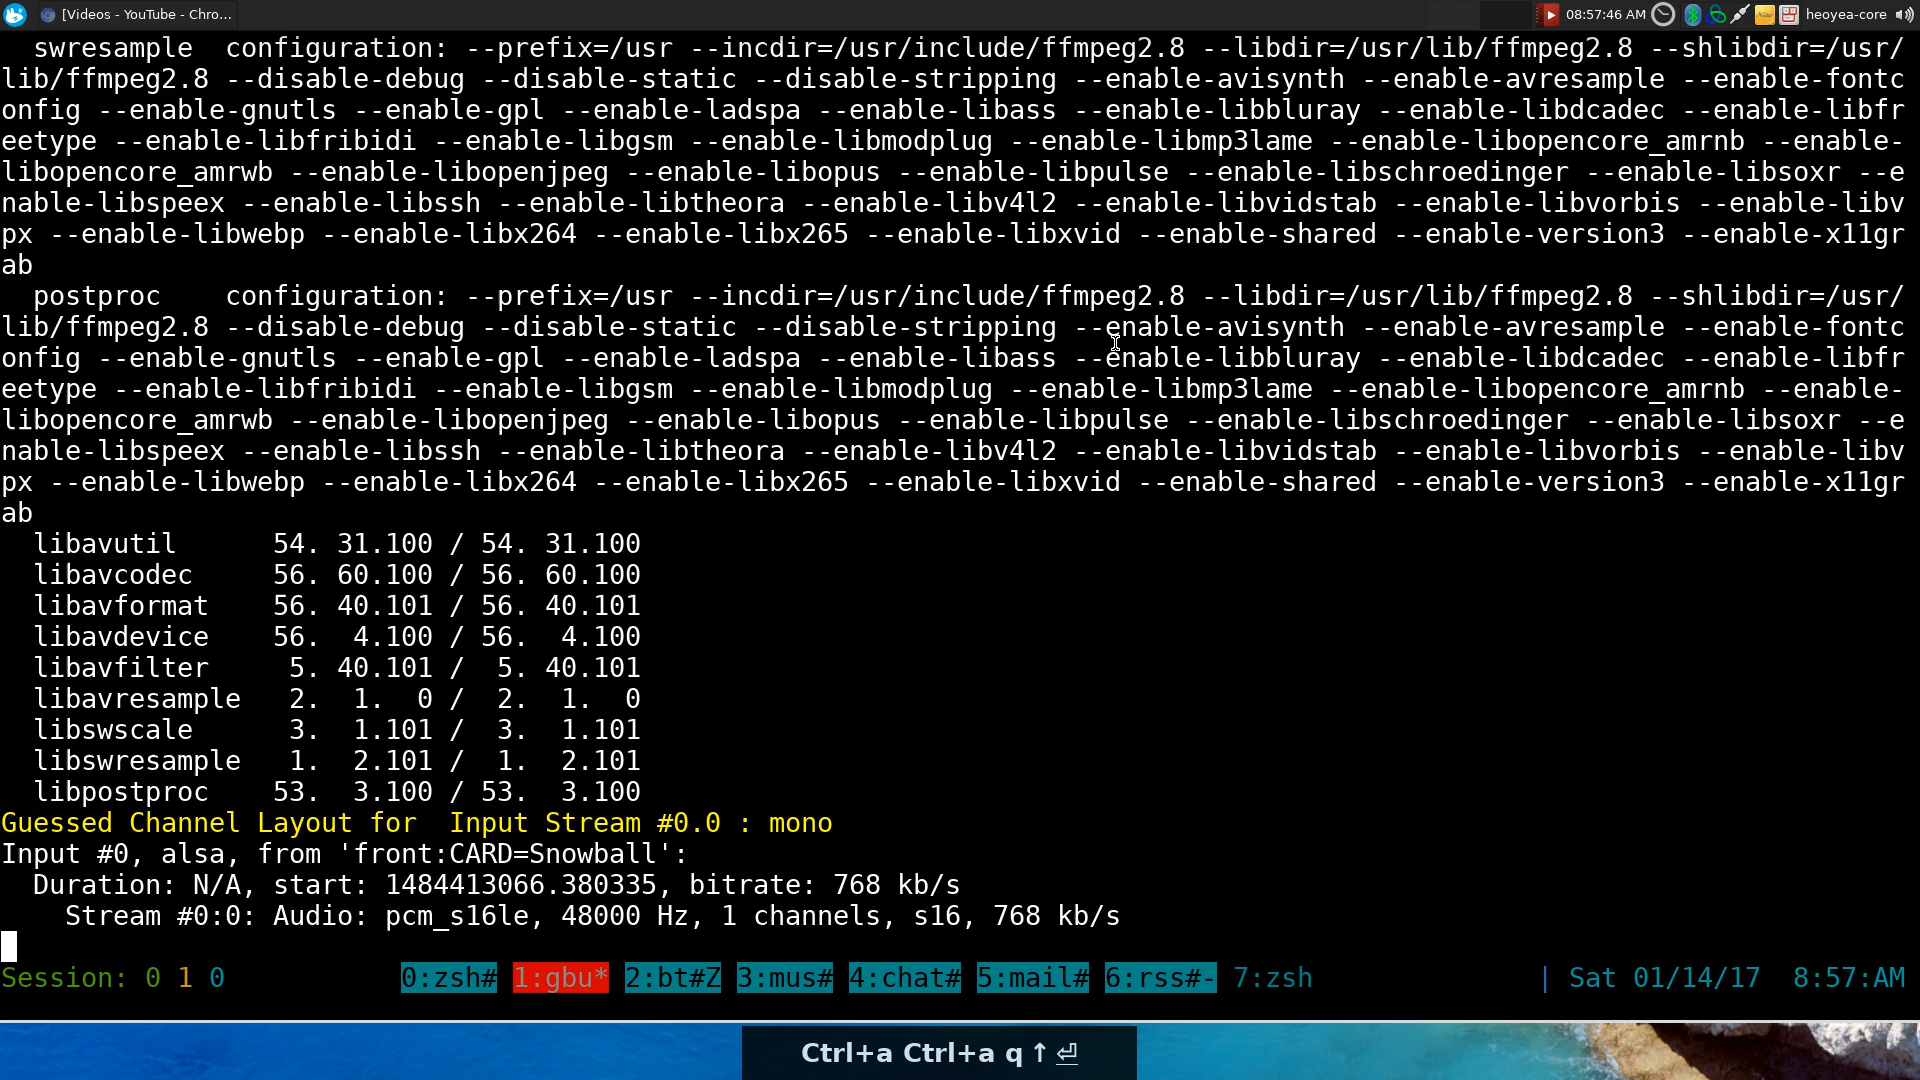 [Videos - YouTube - Chro... 08:57:46 AM heoyea-core
  swresample  configuration: --prefix=/usr --incdir=/usr/include/ffmpeg2.8 --libdir=/usr/lib/ffmpeg2.8 --shlibdir=/usr/
lib/ffmpeg2.8 --disable-debug --disable-static --disable-stripping --enable-avisynth --enable-avresample --enable-fontc
onfig --enable-gnutls --enable-gpl --enable-ladspa --enable-libass --enable-libbluray --enable-libdcadec --enable-libfr
eetype --enable-libfribidi --enable-libgsm --enable-libmodplug --enable-libmp3lame --enable-libopencore_amrnb --enable-
libopencore_amrwb --enable-libopenjpeg --enable-libopus --enable-libpulse --enable-libschroedinger --enable-libsoxr --e
nable-libspeex --enable-libssh --enable-libtheora --enable-libv4l2 --enable-libvidstab --enable-libvorbis --enable-libv
px --enable-libwebp --enable-libx264 --enable-libx265 --enable-libxvid --enable-shared --enable-version3 --enable-x11gr
ab
  postproc    configuration: --prefix=/usr --incdir=/usr/include/ffmpeg2.8 --libdir=/usr/lib/ffmpeg2.8 --shlibdir=/usr/
lib/ffmpeg2.8 --disable-debug --disable-static --disable-stripping --enable-avisynth --enable-avresample --enable-fontc
onfig --enable-gnutls --enable-gpl --enable-ladspa --enable-libass --enable-libbluray --enable-libdcadec --enable-libfr
eetype --enable-libfribidi --enable-libgsm --enable-libmodplug --enable-libmp3lame --enable-libopencore_amrnb --enable-
libopencore_amrwb --enable-libopenjpeg --enable-libopus --enable-libpulse --enable-libschroedinger --enable-libsoxr --e
nable-libspeex --enable-libssh --enable-libtheora --enable-libv4l2 --enable-libvidstab --enable-libvorbis --enable-libv
px --enable-libwebp --enable-libx264 --enable-libx265 --enable-libxvid --enable-shared --enable-version3 --enable-x11gr
ab
  libavutil      54. 31.100 / 54. 31.100
  libavcodec     56. 60.100 / 56. 60.100
  libavformat    56. 40.101 / 56. 40.101
  libavdevice    56.  4.100 / 56.  4.100
  libavfilter     5. 40.101 /  5. 40.101
  libavresample   2.  1.  0 /  2.  1.  0
  libswscale      3.  1.101 /  3.  1.101
  libswresample   1.  2.101 /  1.  2.101
  libpostproc    53.  3.100 / 53.  3.100
Guessed Channel Layout for  Input Stream #0.0 : mono
Input #0, alsa, from 'front:CARD=Snowball':
  Duration: N/A, start: 1484413066.380335, bitrate: 768 kb/s
    Stream #0:0: Audio: pcm_s16le, 48000 Hz, 1 channels, s16, 768 kb/s
Session: 0 1 0 0:zsh# 1:gbu* 2:bt#Z 3:mus# 4:chat# 5:mail# 6:rss#- 7:zsh | Sat 01/14/17  8:57:AM
Ctrl+a Ctrl+a q ↑ ⏎